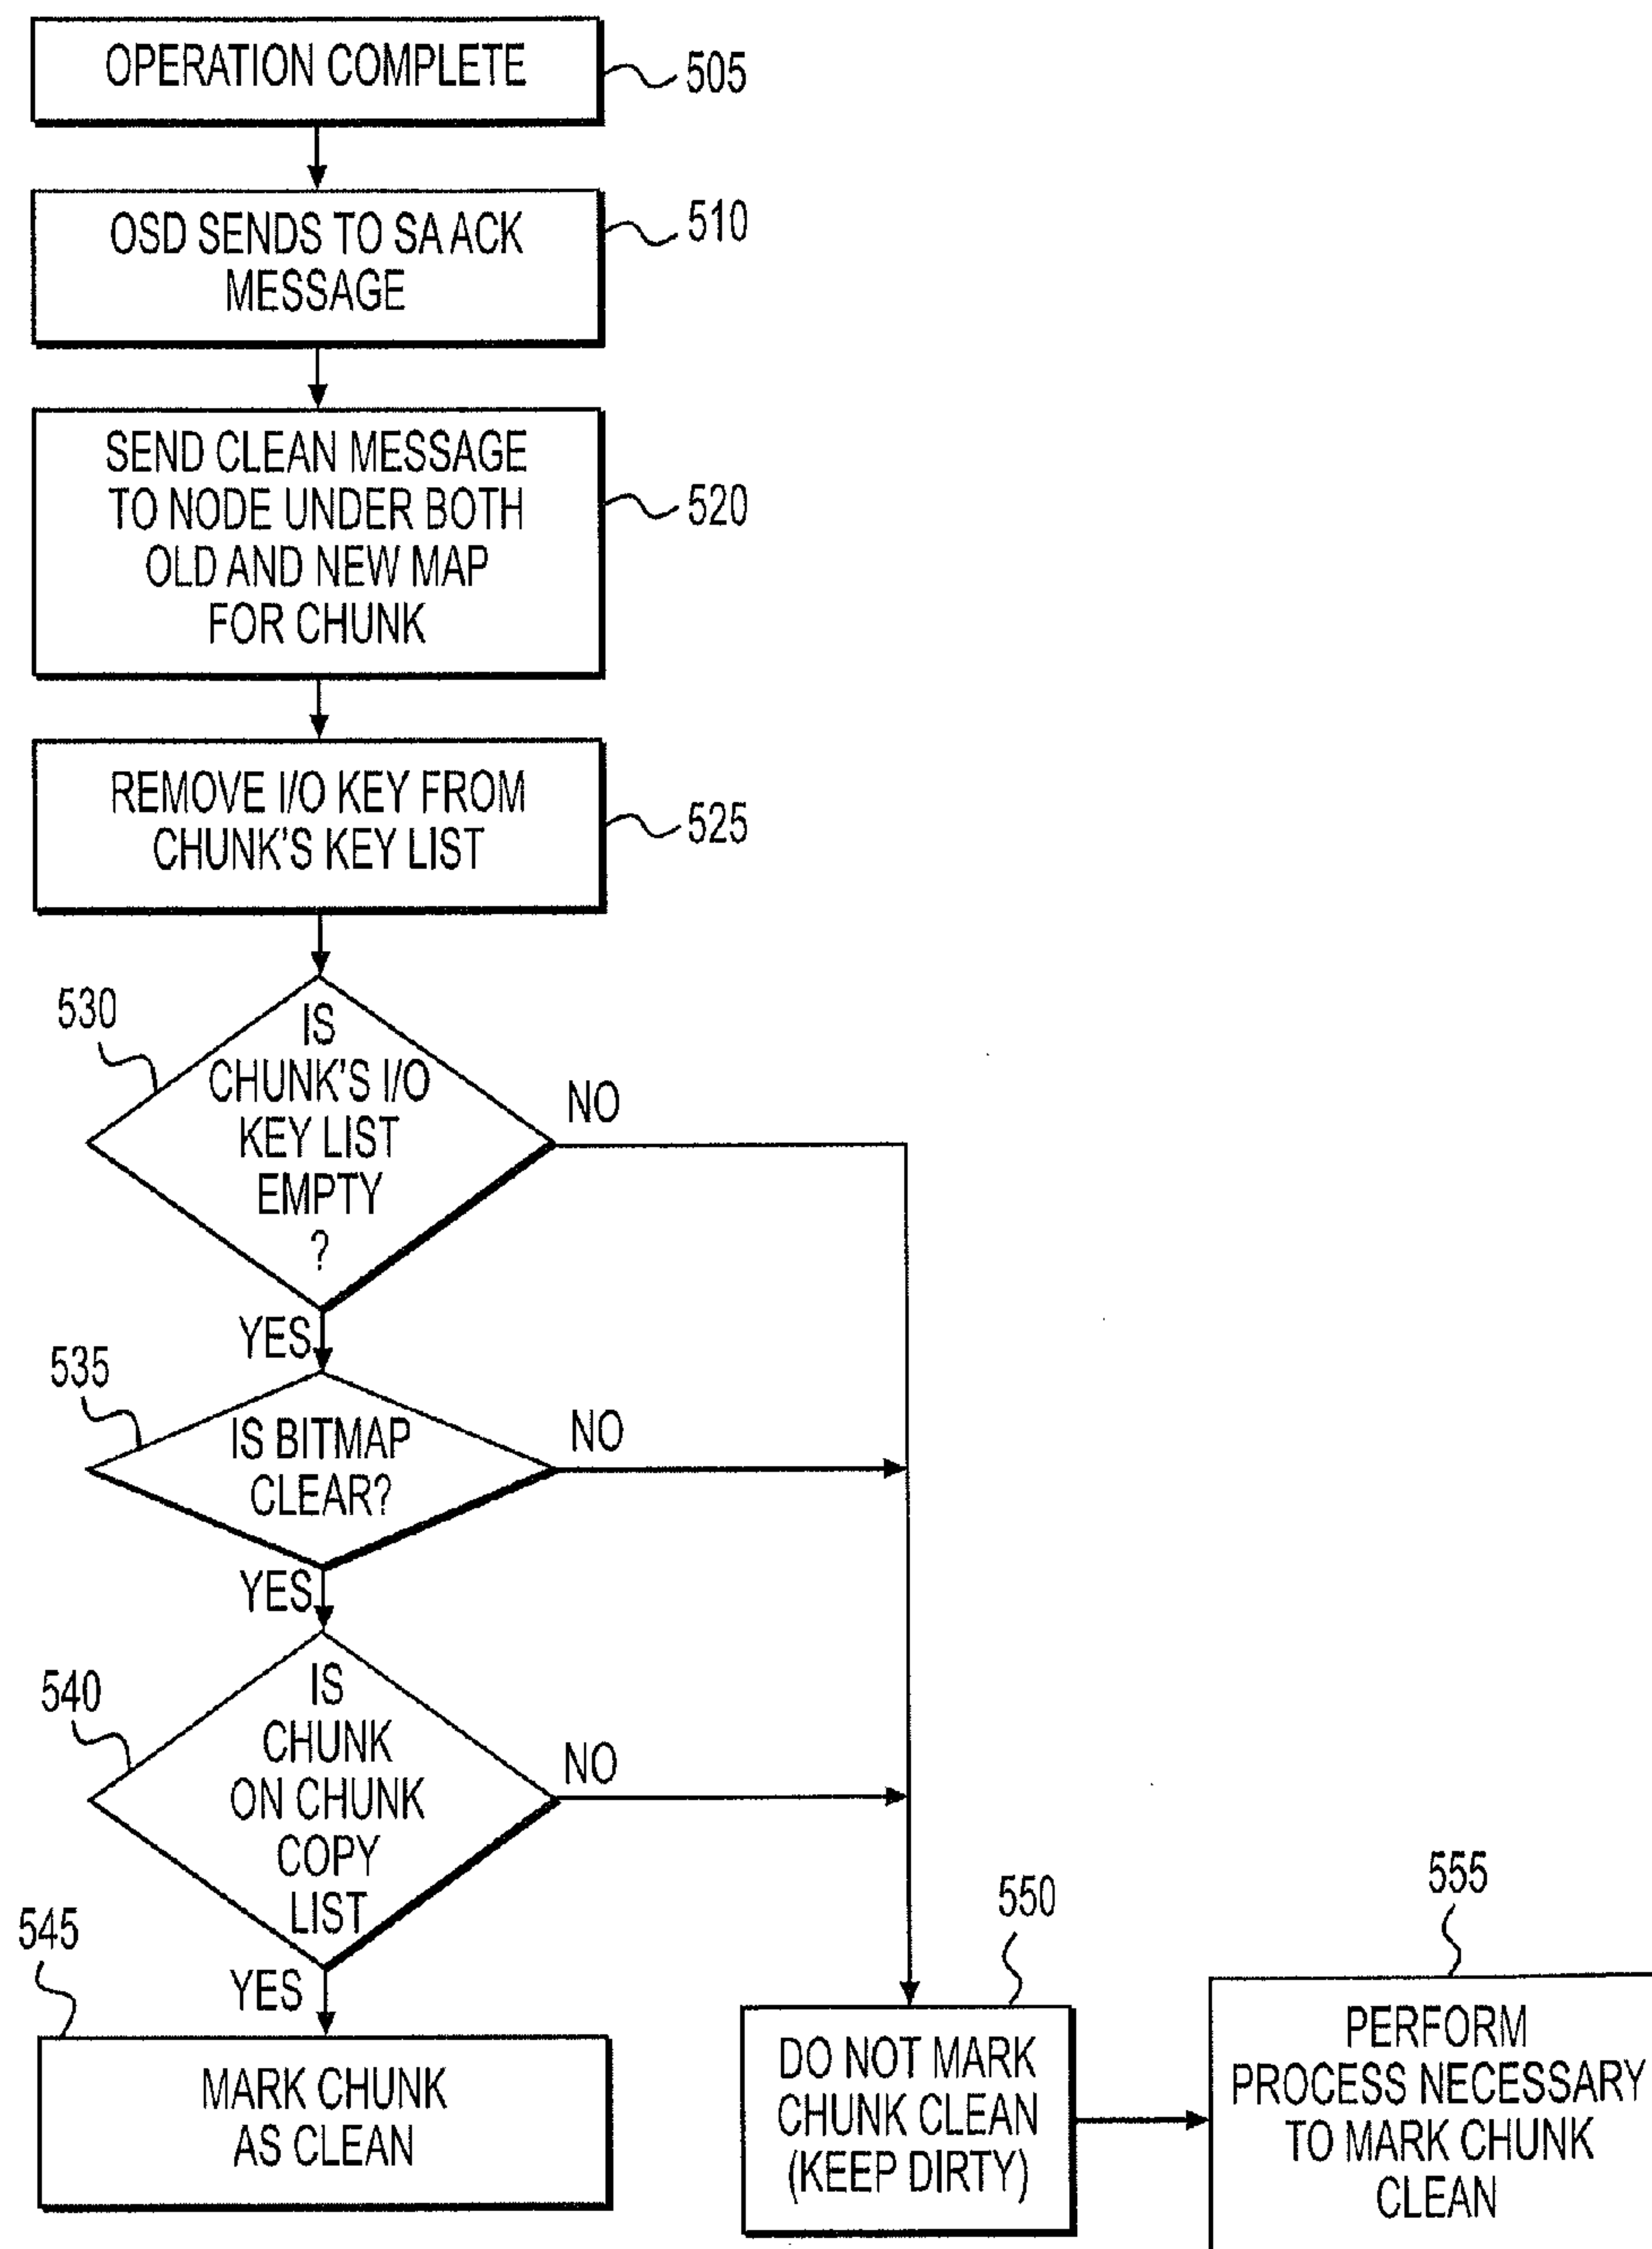 OPERATION COMPLETE
505
OSD SENDS TO SA ACK
MESSAGE
510
SEND CLEAN MESSAGE
TO NODE UNDER BOTH
OLD AND NEW MAP
FOR CHUNK
520
REMOVE I/O KEY FROM
CHUNK'S KEY LIST
525
530
IS
CHUNK'S I/O
KEY LIST
EMPTY
?
NO
YES
535
IS BITMAP
CLEAR?
NO
YES
540
IS
CHUNK
ON CHUNK
COPY
LIST
NO
YES
545
MARK CHUNK
AS CLEAN
550
DO NOT MARK
CHUNK CLEAN
(KEEP DIRTY)
555
PERFORM
PROCESS NECESSARY
TO MARK CHUNK
CLEAN